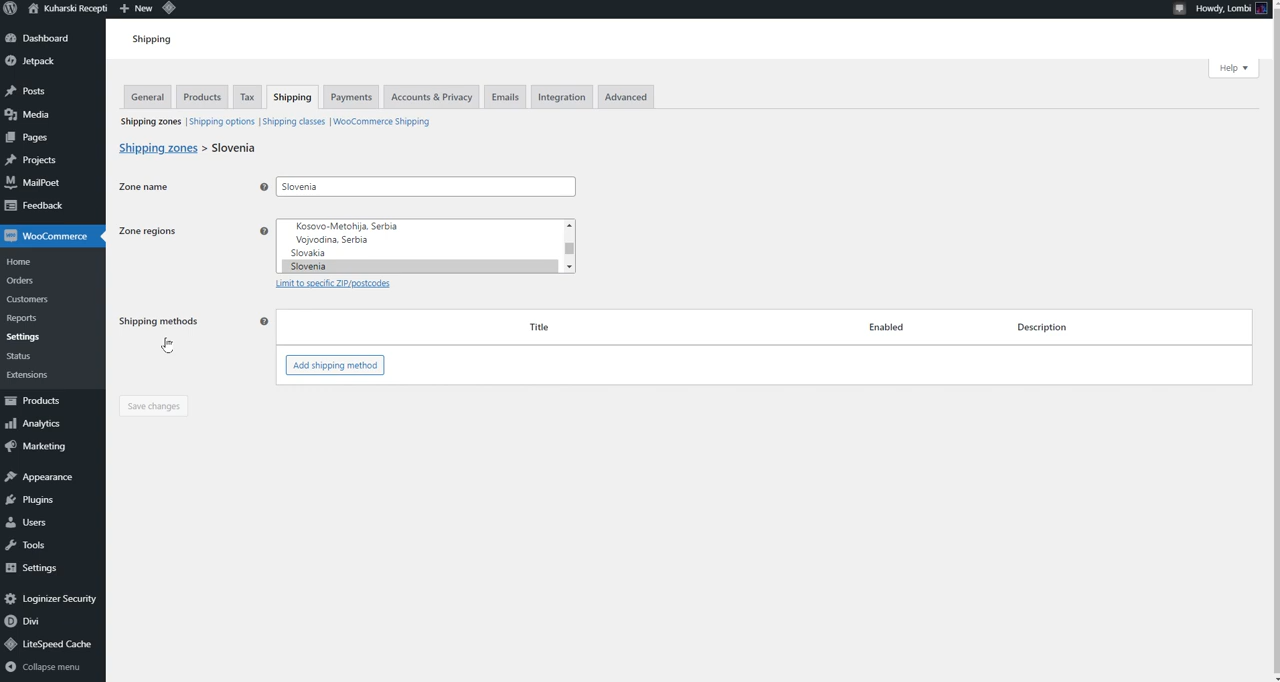 Kuharski Recepti
New
Howdy, Lombi
Dashboard
Jetpack
Posts
Media
Pages
Projects
MailPoet
Feedback
WooCommerce
Home
Orders
Customers
Reports
Settings
Status
Extensions
Products
Analytics
Marketing
Appearance
Plugins
Users
Tools
Settings
Loginizer Security
Divi
LiteSpeed Cache
Collapse menu
Shipping
Help
General Products Tax Shipping Payments Accounts & Privacy Emails Integration Advanced
Shipping zones | Shipping options | Shipping classes | WooCommerce Shipping
Shipping zones > Slovenia
Zone name
Slovenia
Zone regions
Kosovo-Metohija, Serbia
Vojvodina, Serbia
Slovakia
Slovenia
Limit to specific ZIP/postcodes
Shipping methods
Title Enabled Description
Add shipping method
Save changes